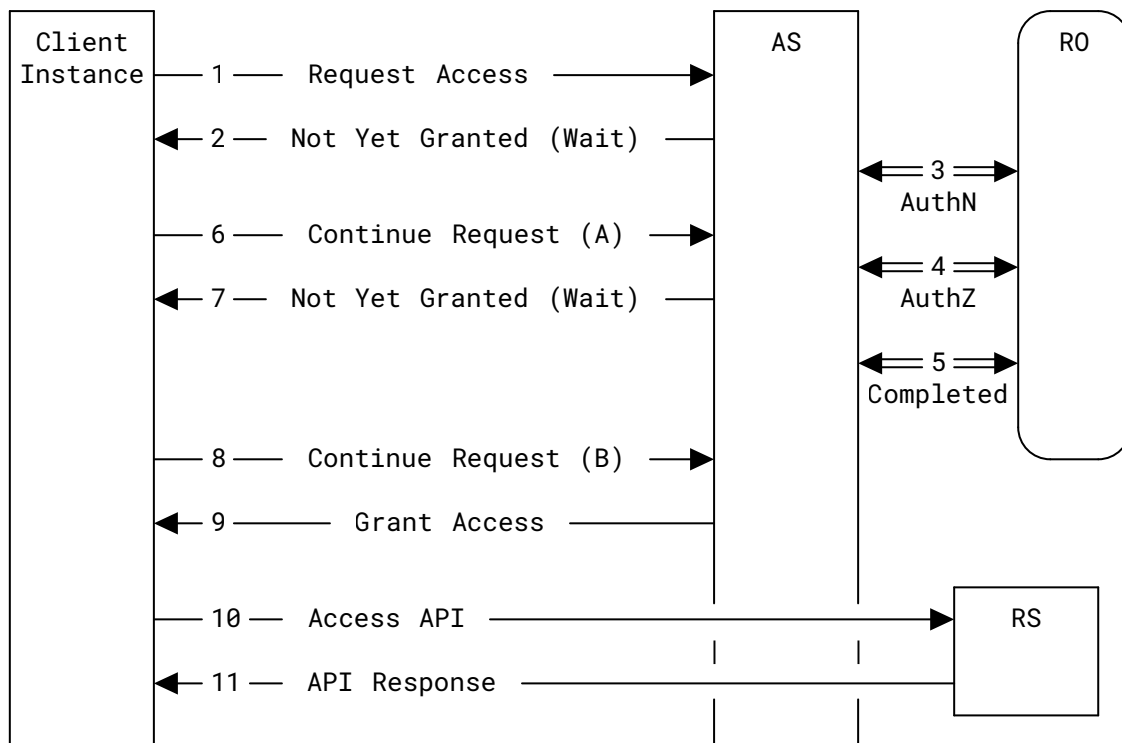 Client
Instance
AS
RO
1 Request Access
2 Not Yet Granted (Wait)
3
AuthN
6 Continue Request (A)
4
AuthZ
7 Not Yet Granted (Wait)
5
Completed
8 Continue Request (B)
9 Grant Access
10 Access API
RS
11 API Response